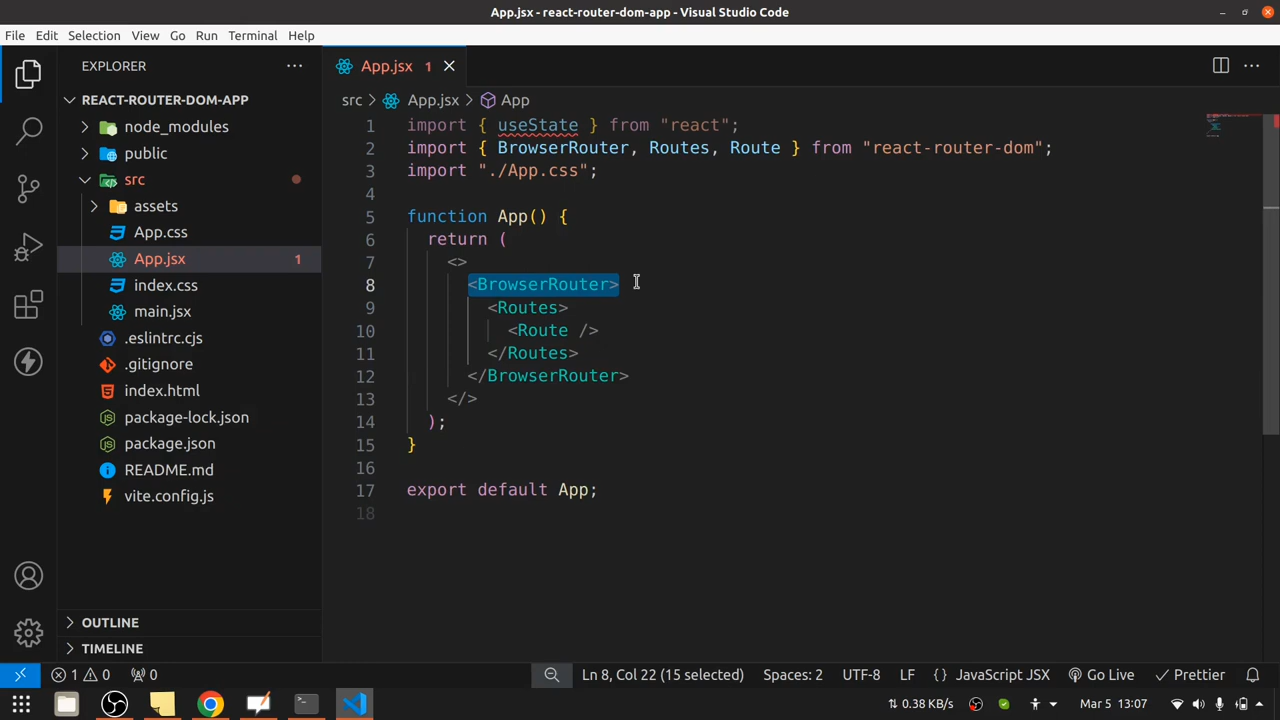 App.jsx - react-router-dom-app - Visual Studio Code
File Edit Selection View Go Run Terminal Help
EXPLORER
REACT-ROUTER-DOM-APP
node_modules
public
src
assets
App.css
App.jsx 1
index.css
main.jsx
.eslintrc.cjs
.gitignore
index.html
package-lock.json
package.json
README.md
vite.config.js
OUTLINE
TIMELINE
App.jsx 1
src > App.jsx > App
1 import { useState } from "react";
2 import { BrowserRouter, Routes, Route } from "react-router-dom";
3 import "./App.css";
4
5 function App() {
6 return (
7 <>
8 <BrowserRouter>
9 <Routes>
10 <Route />
11 </Routes>
12 </BrowserRouter>
13 </>
14 );
15 }
16
17 export default App;
18
1 0 0 Ln 8, Col 22 (15 selected) Spaces: 2 UTF-8 LF {} JavaScript JSX Go Live Prettier
0.38 KB/s Mar 5 13:07